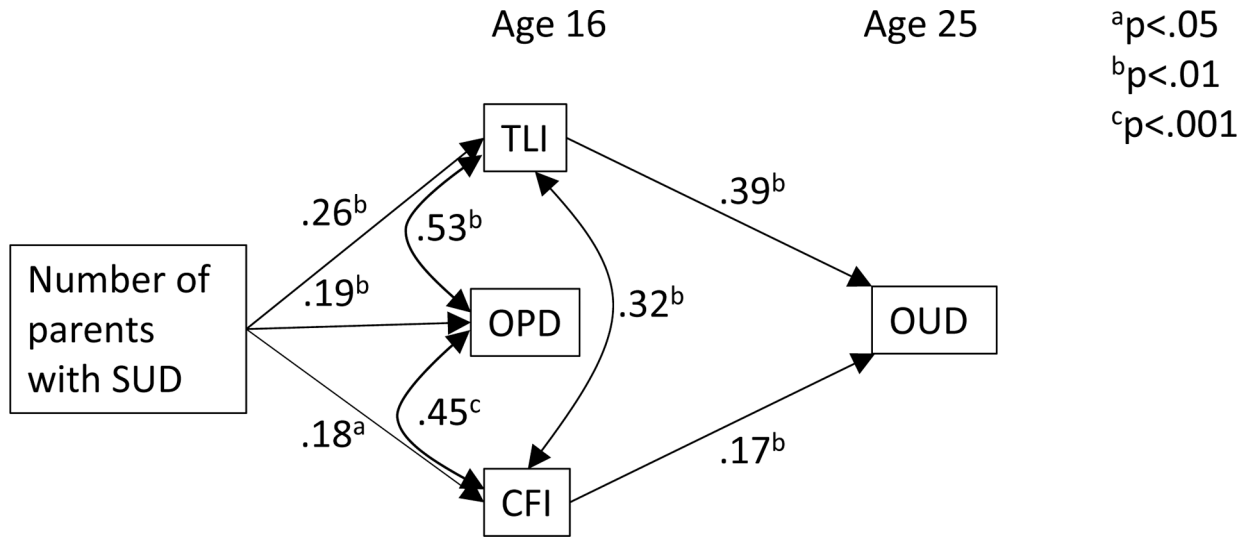 Age 16
Age 25
ᵃp<.05
ᵇp<.01
ᶜp<.001
TLI
.26ᵇ
.53ᵇ
.39ᵇ
Number of
parents
with SUD
.19ᵇ
OPD
.32ᵇ
OUD
.18ᵃ
.45ᶜ
.17ᵇ
CFI